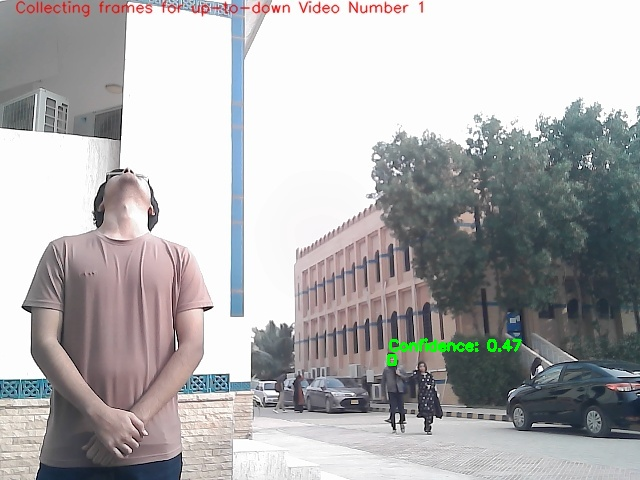 Collecting frames for up-to-down Video Number 1
Confidence: 0.47